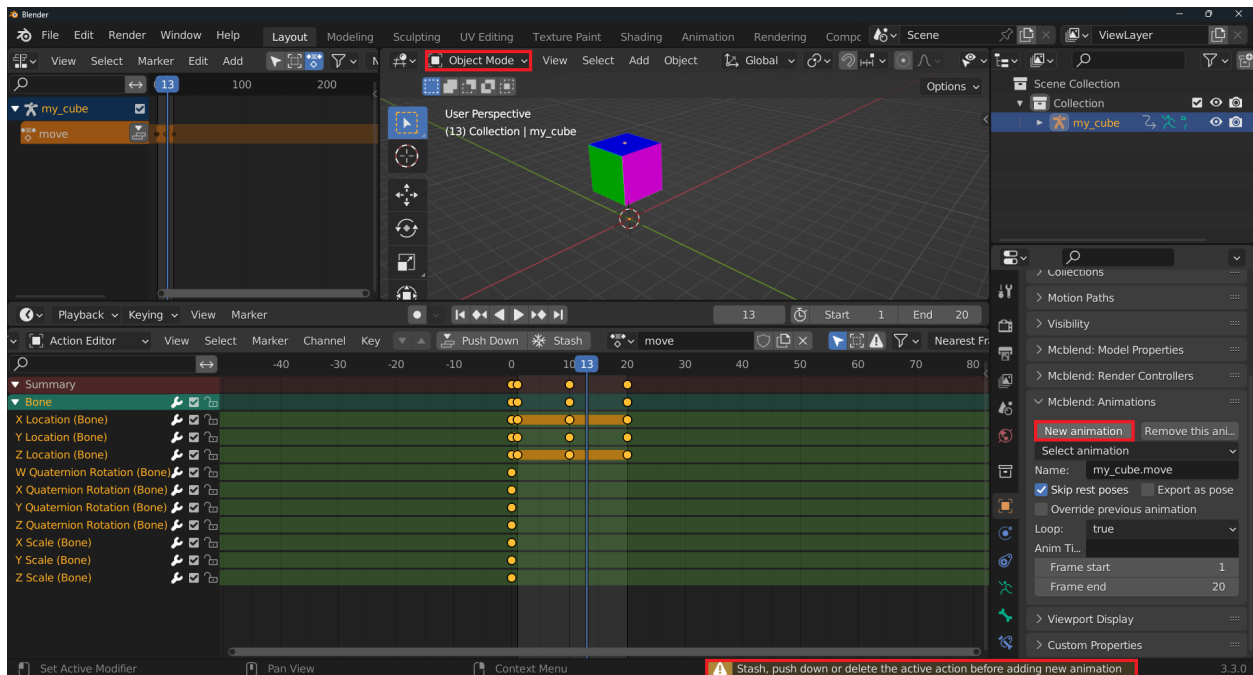 Blender
File Edit Render Window Help Layout Modeling Sculpting UV Editing Texture Paint Shading Animation Rendering Compc Scene ViewLayer
View Select Marker Edit Add N
13 100 200
my_cube
move
Object Mode View Select Add Object Global
Options
User Perspective
(13) Collection | my_cube
Scene Collection
Collection
my_cube
Playback Keying View Marker 13 Start 1 End 20
Action Editor View Select Marker Channel Key Push Down Stash move Nearest Fr
-40 -30 -20 -10 0 10 13 20 30 40 50 60 70 80
Summary
Bone
X Location (Bone)
Y Location (Bone)
Z Location (Bone)
W Quaternion Rotation (Bone)
X Quaternion Rotation (Bone)
Y Quaternion Rotation (Bone)
Z Quaternion Rotation (Bone)
X Scale (Bone)
Y Scale (Bone)
Z Scale (Bone)
Collections
Motion Paths
Visibility
Mcblend: Model Properties
Mcblend: Render Controllers
Mcblend: Animations
New animation Remove this ani...
Select animation
Name: my_cube.move
Skip rest poses Export as pose
Override previous animation
Loop: true
Anim Ti...
Frame start 1
Frame end 20
Viewport Display
Custom Properties
Set Active Modifier Pan View Context Menu Stash, push down or delete the active action before adding new animation 3.3.0